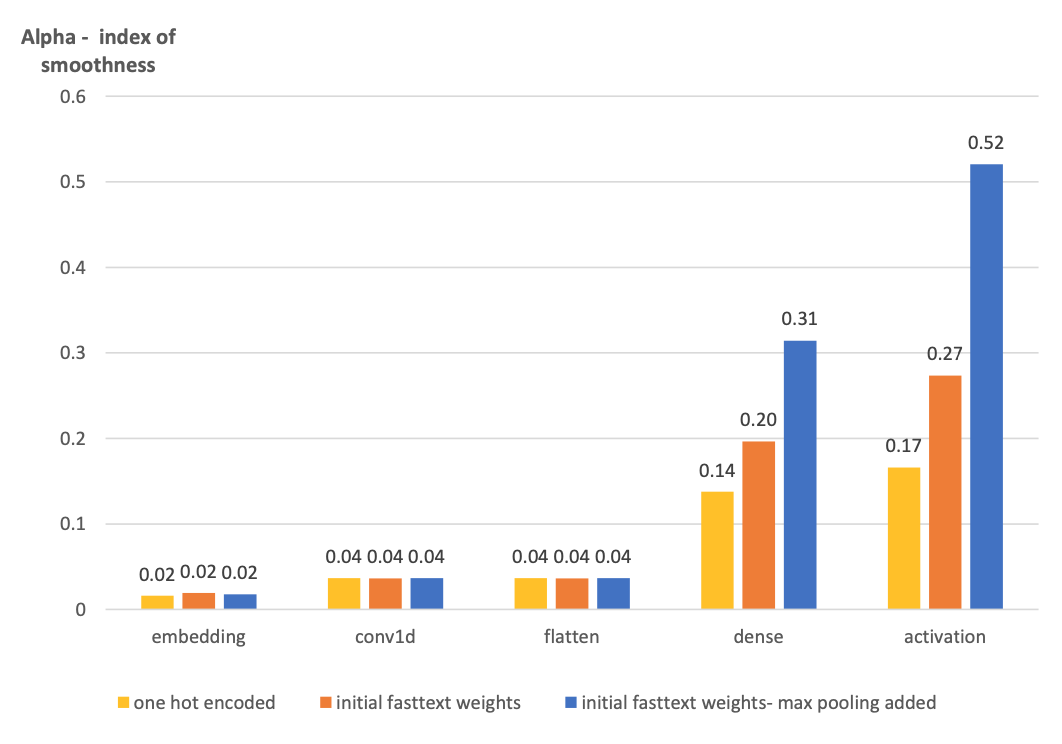 Alpha - index of
smoothness
0.6
0.5
0.4
0.3
0.2
0.1
0
0.02 0.02 0.02
0.04 0.04 0.04
0.04 0.04 0.04
0.14 0.20 0.31
0.17 0.27 0.52
embedding conv1d flatten dense activation
one hot encoded initial fasttext weights initial fasttext weights- max pooling added